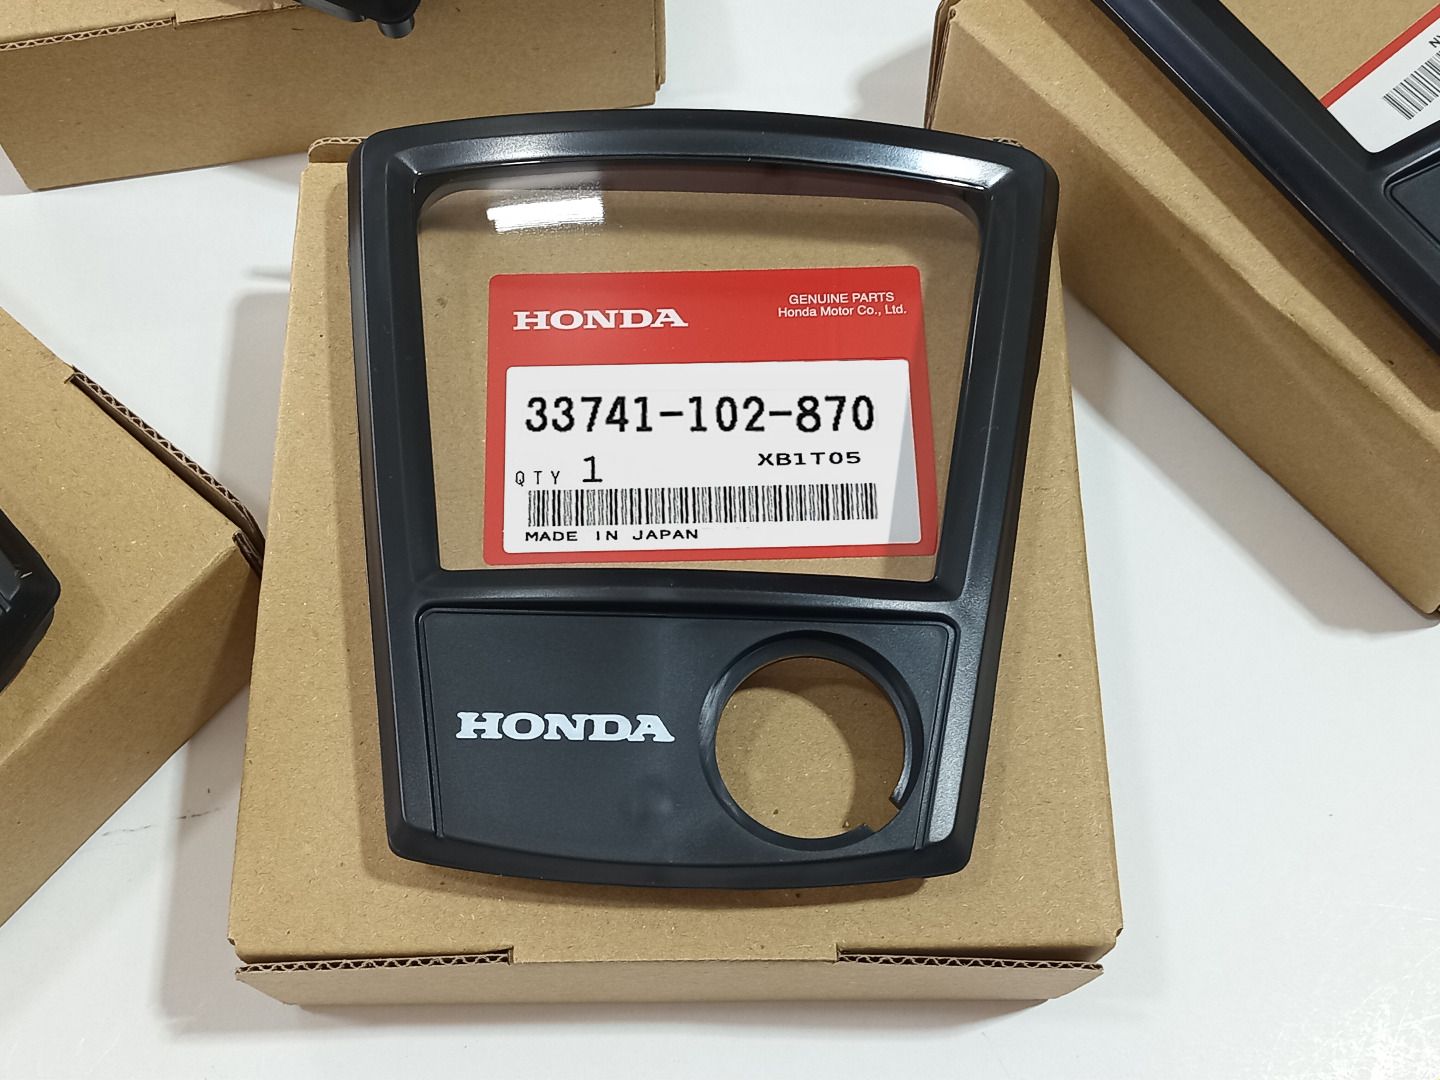 HONDA
GENUINE PARTS
Honda Motor Co., Ltd.
33741-102-870
QTY 1
XB1T05
MADE IN JAPAN
HONDA